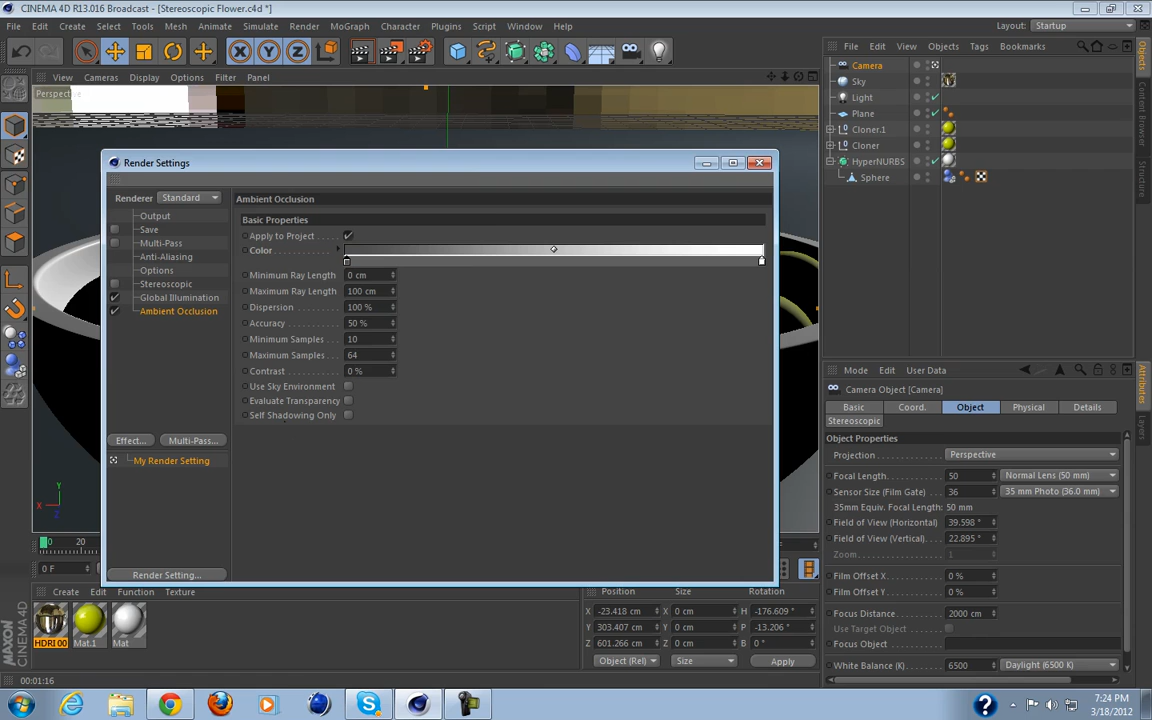 CINEMA 4D R13.016 Broadcast - [Stereoscopic Flower.c4d *]
File Edit Create Select Tools Mesh Animate Simulate Render MoGraph Character Plugins Script Window Help Layout: Startup
X Y Z
View Cameras Display Options Filter Panel
File Edit View Objects Tags Bookmarks
Perspective
Camera
Sky
Light
Plane
Cloner.1
Cloner
HyperNURBS
Sphere
Objects
Content Browser
Structure
Render Settings
Renderer Standard
Output
Save
Multi-Pass
Anti-Aliasing
Options
Stereoscopic
Global Illumination
Ambient Occlusion
Effect... Multi-Pass...
My Render Setting
Render Setting...
Ambient Occlusion
Basic Properties
Apply to Project
Color
Minimum Ray Length 0 cm
Maximum Ray Length 100 cm
Dispersion 100 %
Accuracy 50 %
Minimum Samples 10
Maximum Samples 64
Contrast 0 %
Use Sky Environment
Evaluate Transparency
Self Shadowing Only
Mode Edit User Data
Camera Object [Camera]
Basic Coord. Object Physical Details
Stereoscopic
Object Properties
Projection Perspective
Focal Length 50 Normal Lens (50 mm)
Sensor Size (Film Gate) 36 35 mm Photo (36.0 mm)
35mm Equiv. Focal Length: 50 mm
Field of View (Horizontal) 39.598 °
Field of View (Vertical) 22.895 °
Zoom 1
Film Offset X 0 %
Film Offset Y 0 %
Focus Distance 2000 cm
Use Target Object
Focus Object
White Balance (K) 6500 Daylight (6500 K)
Attributes
Layers
Y
X
Z
0 20
0 F
Create Edit Function Texture
HDRI 00 Mat.1 Mat
Position Size Rotation
X -23.418 cm X 0 cm H -176.609 °
Y 303.407 cm Y 0 cm P -13.206 °
Z 601.266 cm Z 0 cm B 0 °
Object (Rel) Size Apply
MAXON
CINEMA 4D
00:01:16
7:24 PM
3/18/2012